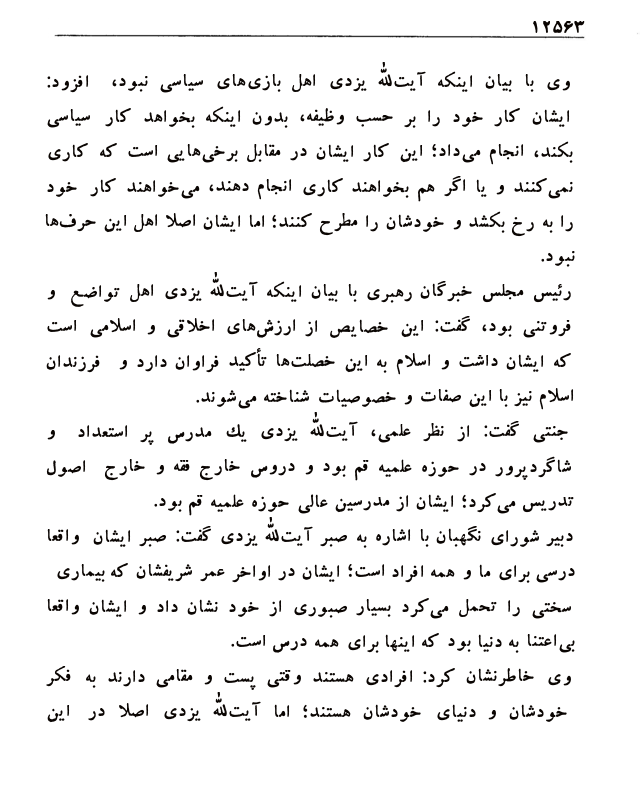 ۱۲۵۶۳
وی با بیان اینکه آیت‌الله یزدی اهل بازی‌های سیاسی نبود، افزود:
ایشان کار خود را بر حسب وظیفه، بدون اینکه بخواهد کار سیاسی
بکند، انجام می‌داد؛ این کار ایشان در مقابل برخی‌هایی است که کاری
نمی‌کنند و یا اگر هم بخواهند کاری انجام دهند، می‌خواهند کار خود
را به رخ بکشد و خودشان را مطرح کنند؛ اما ایشان اصلا اهل این حرف‌ها
نبود.
رئیس مجلس خبرگان رهبری با بیان اینکه آیت‌الله یزدی اهل تواضع و
فروتنی بود، گفت: این خصایص از ارزش‌های اخلاقی و اسلامی است
که ایشان داشت و اسلام به این خصلت‌ها تأکید فراوان دارد و فرزندان
اسلام نیز با این صفات و خصوصیات شناخته می‌شوند.
جنتی گفت: از نظر علمی، آیت‌الله یزدی یك مدرس پر استعداد و
شاگردپرور در حوزه علمیه قم بود و دروس خارج فقه و خارج اصول
تدریس می‌کرد؛ ایشان از مدرسین عالی حوزه علمیه قم بود.
دبیر شورای نگهبان با اشاره به صبر آیت‌الله یزدی گفت: صبر ایشان واقعا
درسی برای ما و همه افراد است؛ ایشان در اواخر عمر شریفشان که بیماری
سختی را تحمل می‌کرد بسیار صبوری از خود نشان داد و ایشان واقعا
بی‌اعتنا به دنیا بود که اینها برای همه درس است.
وی خاطرنشان کرد: افرادی هستند وقتی پست و مقامی دارند به فکر
خودشان و دنیای خودشان هستند؛ اما آیت‌الله یزدی اصلا در این